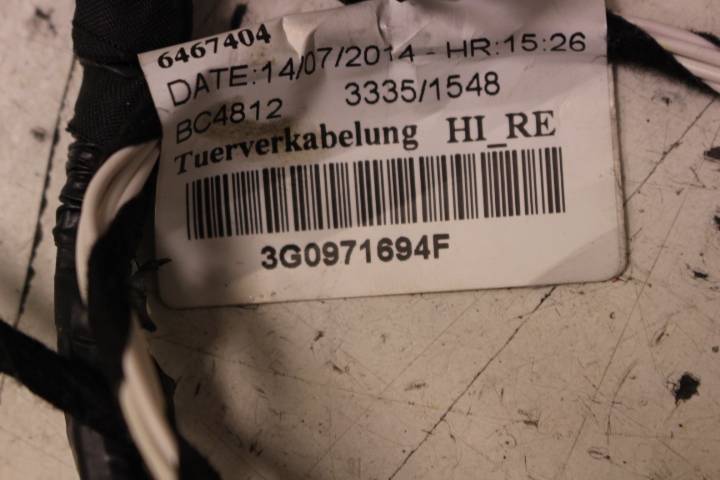 6467404
DATE:14/07/2014 - HR:15:26
BC4812 3335/1548
Tuerverkabelung HI_RE
3G0971694F